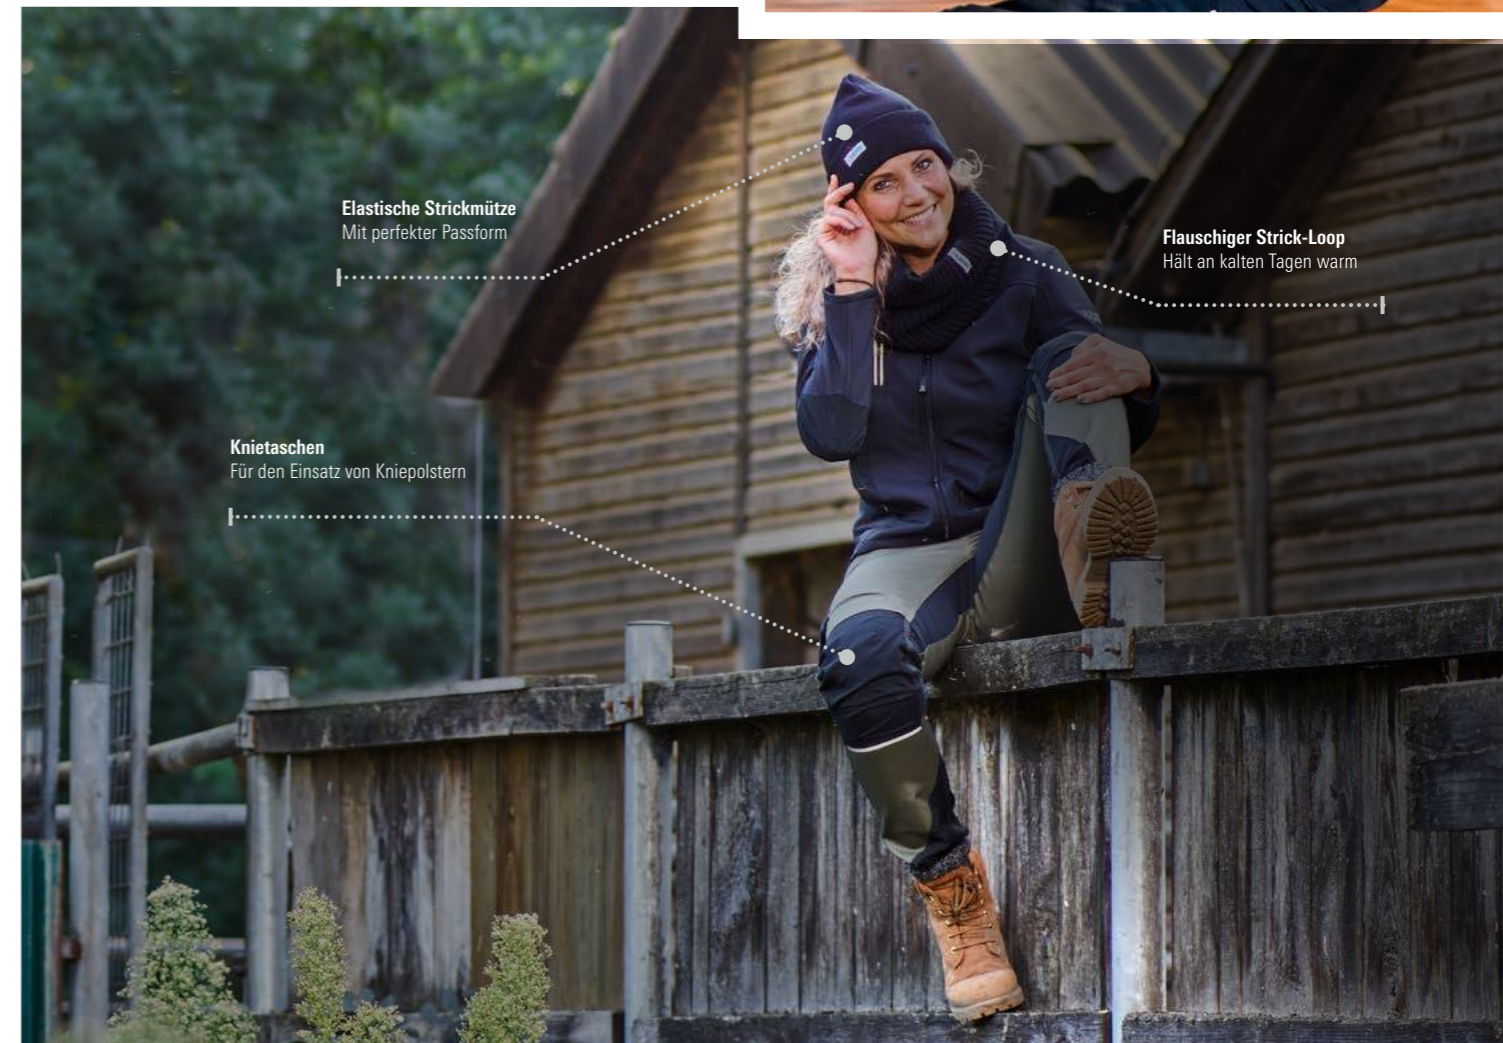 Elastische Strickmütze
Mit perfekter Passform
Flauschiger Strick-Loop
Hält an kalten Tagen warm
Knietaschen
Für den Einsatz von Kniepolstern